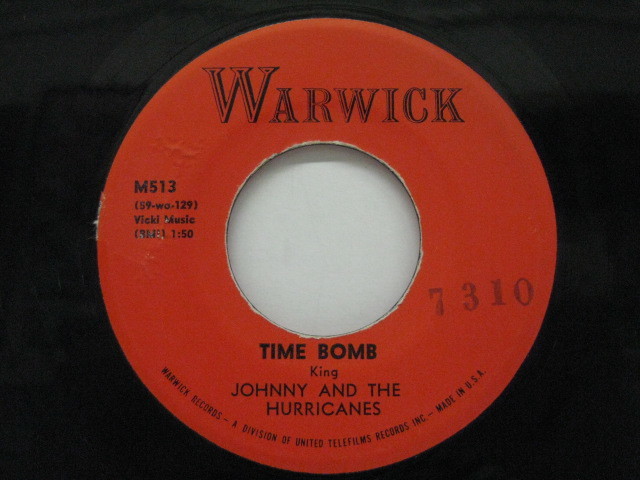 WARWICK
M513
(59-wo-129)
Vicki Music
(BMI) 1:50
7310
TIME BOMB
King
JOHNNY AND THE
HURRICANES
WARWICK RECORDS – A DIVISION OF UNITED TELEFILMS RECORDS INC – MADE IN U.S.A.